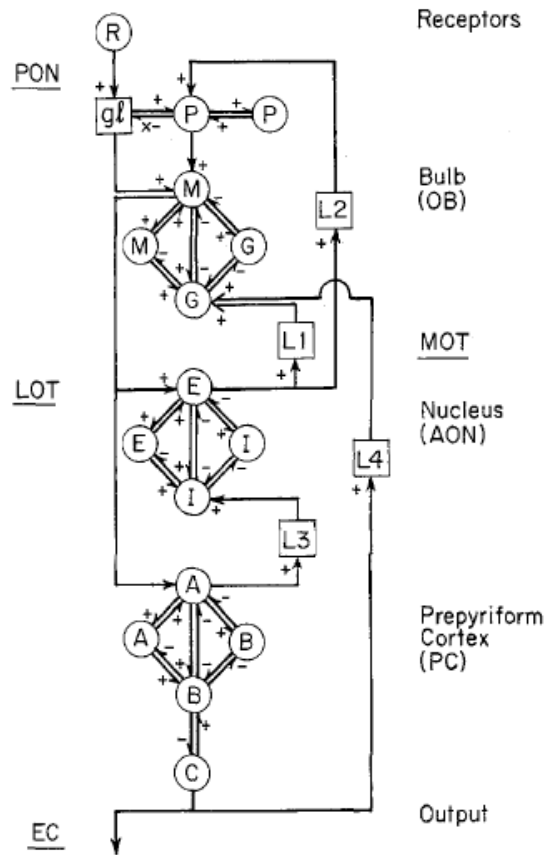 R
Receptors
PON
+
gl
+
×-
P
+
+
+
P
+
+
M
-
Bulb
(OB)
L2
+
M
G
+
-
+
-
G
+
+
L1
+
MOT
LOT
+
E
-
Nucleus
(AON)
E
I
L4
+
+
-
+
-
I
+
L3
+
A
-
A
B
+
-
+
-
Prepyriform
Cortex
(PC)
B
-
+
C
Output
EC